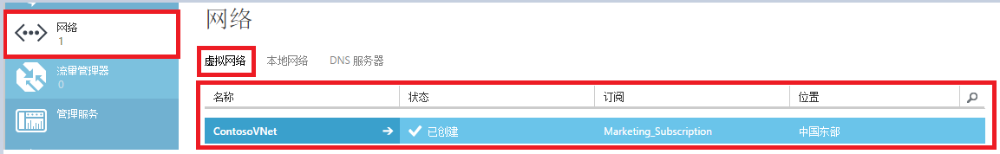 网络
1
流量管理器
0
管理服务
网络
虚拟网络 本地网络 DNS 服务器
名称 状态 订阅 位置
ContosoVNet 已创建 Marketing_Subscription 中国东部